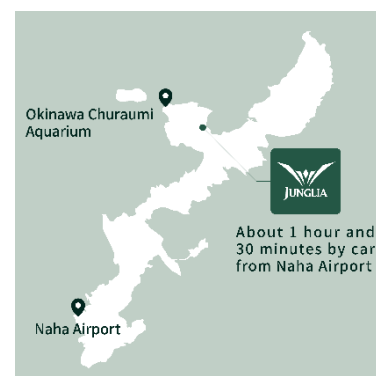 Okinawa Churaumi
Aquarium
JUNGLIA
About 1 hour and
30 minutes by car
from Naha Airport
Naha Airport